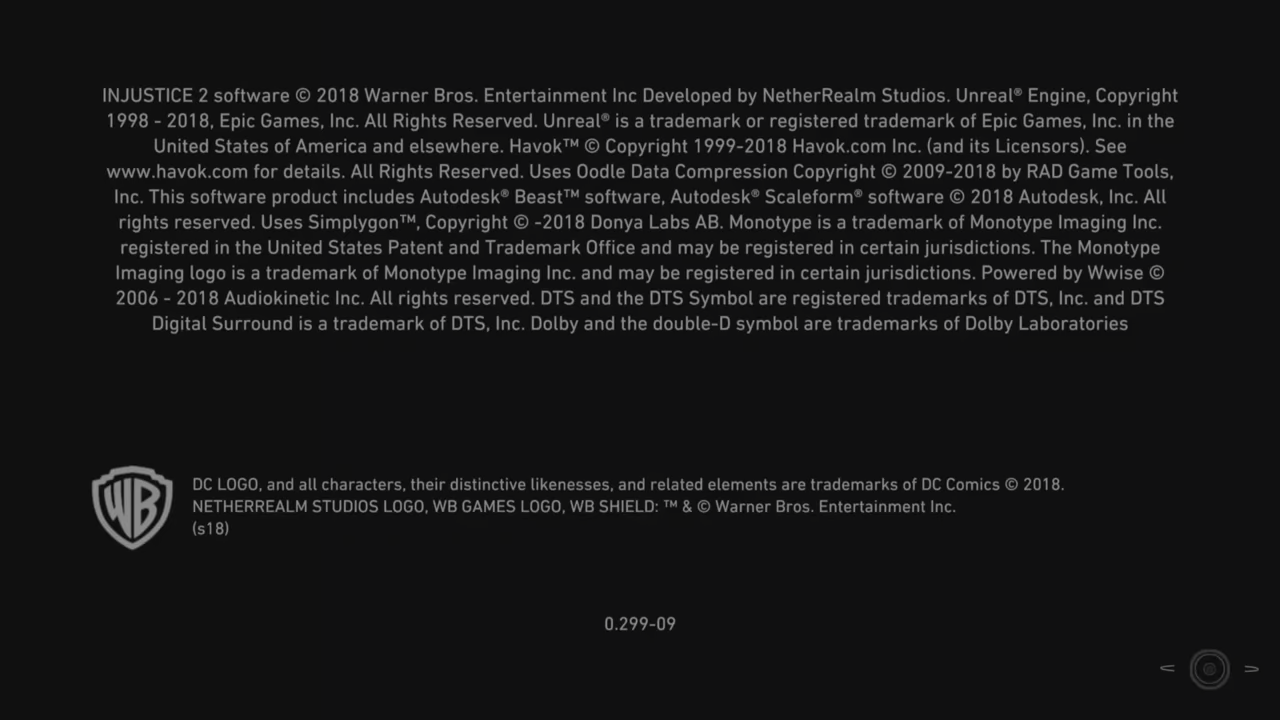 INJUSTICE 2 software © 2018 Warner Bros. Entertainment Inc Developed by NetherRealm Studios. Unreal® Engine, Copyright
1998 - 2018, Epic Games, Inc. All Rights Reserved. Unreal® is a trademark or registered trademark of Epic Games, Inc. in the
United States of America and elsewhere. Havok™ © Copyright 1999-2018 Havok.com Inc. (and its Licensors). See
www.havok.com for details. All Rights Reserved. Uses Oodle Data Compression Copyright © 2009-2018 by RAD Game Tools,
Inc. This software product includes Autodesk® Beast™ software, Autodesk® Scaleform® software © 2018 Autodesk, Inc. All
rights reserved. Uses Simplygon™, Copyright © -2018 Donya Labs AB. Monotype is a trademark of Monotype Imaging Inc.
registered in the United States Patent and Trademark Office and may be registered in certain jurisdictions. The Monotype
Imaging logo is a trademark of Monotype Imaging Inc. and may be registered in certain jurisdictions. Powered by Wwise ©
2006 - 2018 Audiokinetic Inc. All rights reserved. DTS and the DTS Symbol are registered trademarks of DTS, Inc. and DTS
Digital Surround is a trademark of DTS, Inc. Dolby and the double-D symbol are trademarks of Dolby Laboratories
WB
DC LOGO, and all characters, their distinctive likenesses, and related elements are trademarks of DC Comics © 2018.
NETHERREALM STUDIOS LOGO, WB GAMES LOGO, WB SHIELD: ™ & © Warner Bros. Entertainment Inc.
(s18)
0.299-09